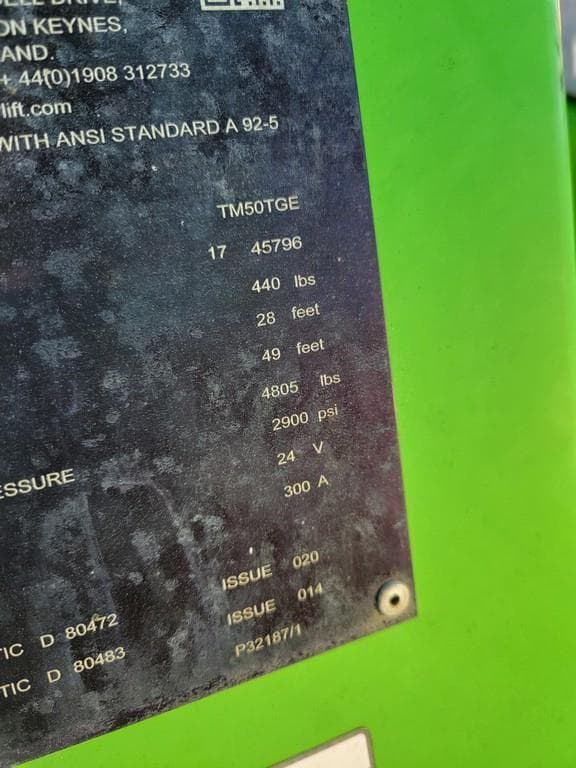 DRIVE,
ON KEYNES,
AND.
+ 44(0)1908 312733
lift.com
WITH ANSI STANDARD A 92-5
TM50TGE
17 45796
440 lbs
28 feet
49 feet
4805 lbs
2900 psi
ESSURE 24 V
300 A
TIC D 80472 ISSUE 020
TIC D 80483 ISSUE 014
P32187/1